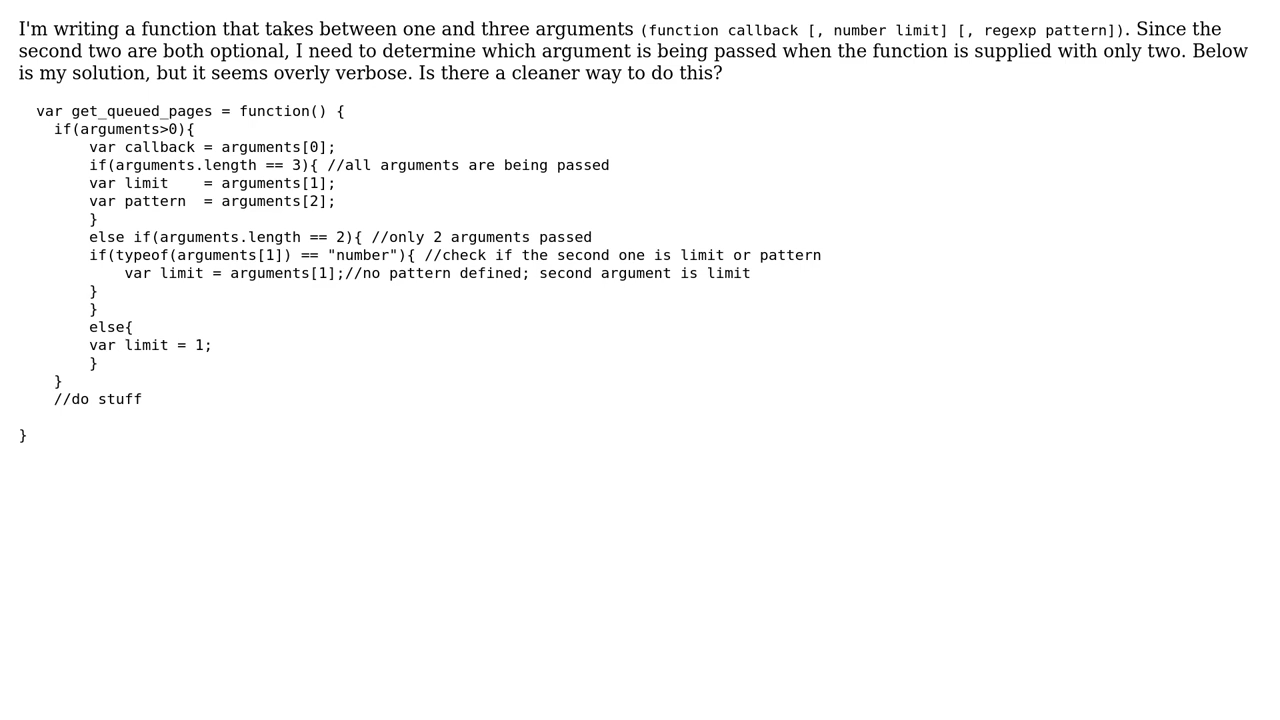 I'm writing a function that takes between one and three arguments (function callback [, number limit] [, regexp pattern]). Since the
second two are both optional, I need to determine which argument is being passed when the function is supplied with only two. Below
is my solution, but it seems overly verbose. Is there a cleaner way to do this?
  var get_queued_pages = function() {
    if(arguments>0){
        var callback = arguments[0];
        if(arguments.length == 3){ //all arguments are being passed
        var limit    = arguments[1];
        var pattern  = arguments[2];
        }
        else if(arguments.length == 2){ //only 2 arguments passed
        if(typeof(arguments[1]) == "number"){ //check if the second one is limit or pattern
            var limit = arguments[1];//no pattern defined; second argument is limit
        }
        }
        else{
        var limit = 1;
        }
    }
    //do stuff
}